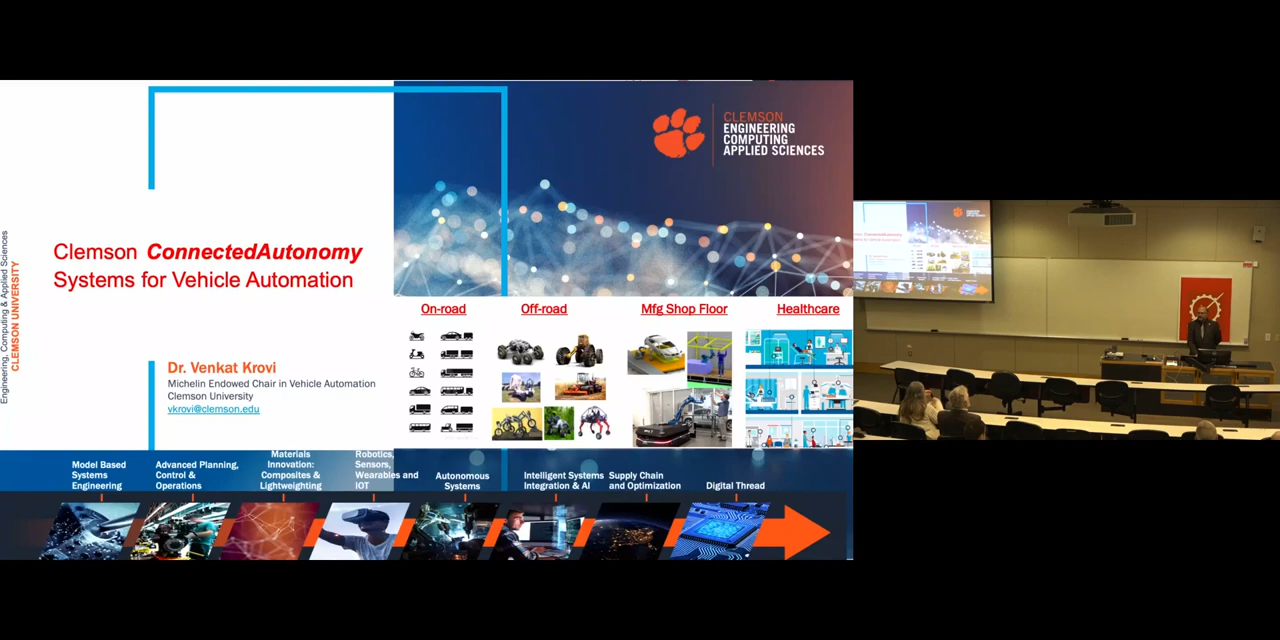 CLEMSON
ENGINEERING
COMPUTING
APPLIED SCIENCES
Engineering, Computing & Applied Sciences
CLEMSON UNIVERSITY
Clemson ConnectedAutonomy
Systems for Vehicle Automation
Dr. Venkat Krovi
Michelin Endowed Chair in Vehicle Automation
Clemson University
vkrovi@clemson.edu
On-road
Off-road
Mfg Shop Floor
Healthcare
Model Based
Systems
Engineering
Advanced Planning,
Control &
Operations
Materials
Innovation:
Composites &
Lightweighting
Robotics,
Sensors,
Wearables and
IOT
Autonomous
Systems
Intelligent Systems
Integration & AI
Supply Chain
and Optimization
Digital Thread